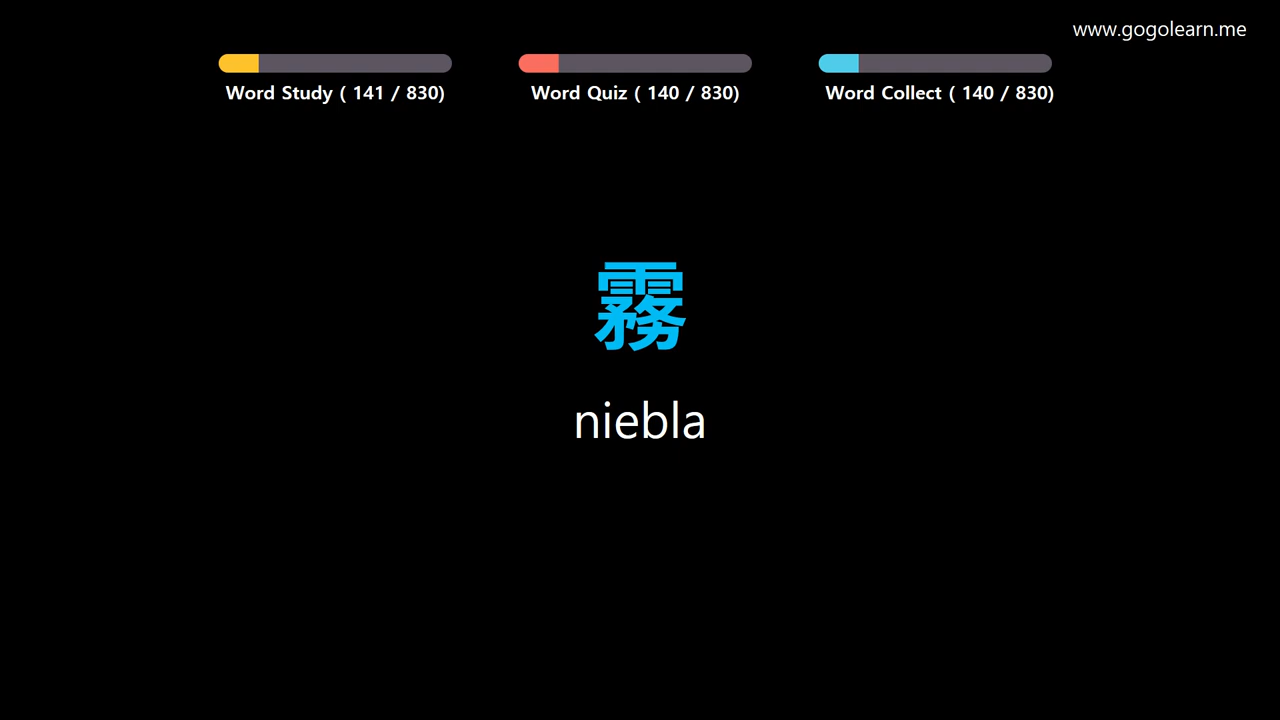 www.gogolearn.me
Word Study ( 141 / 830)
Word Quiz ( 140 / 830)
Word Collect ( 140 / 830)
霧
niebla